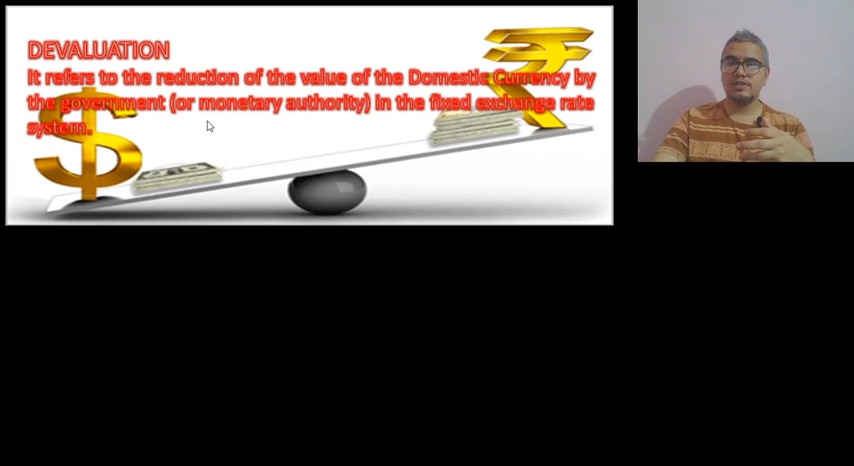 DEVALUATION
It refers to the reduction of the value of the Domestic Currency by
the government (or monetary authority) in the fixed exchange rate
system.